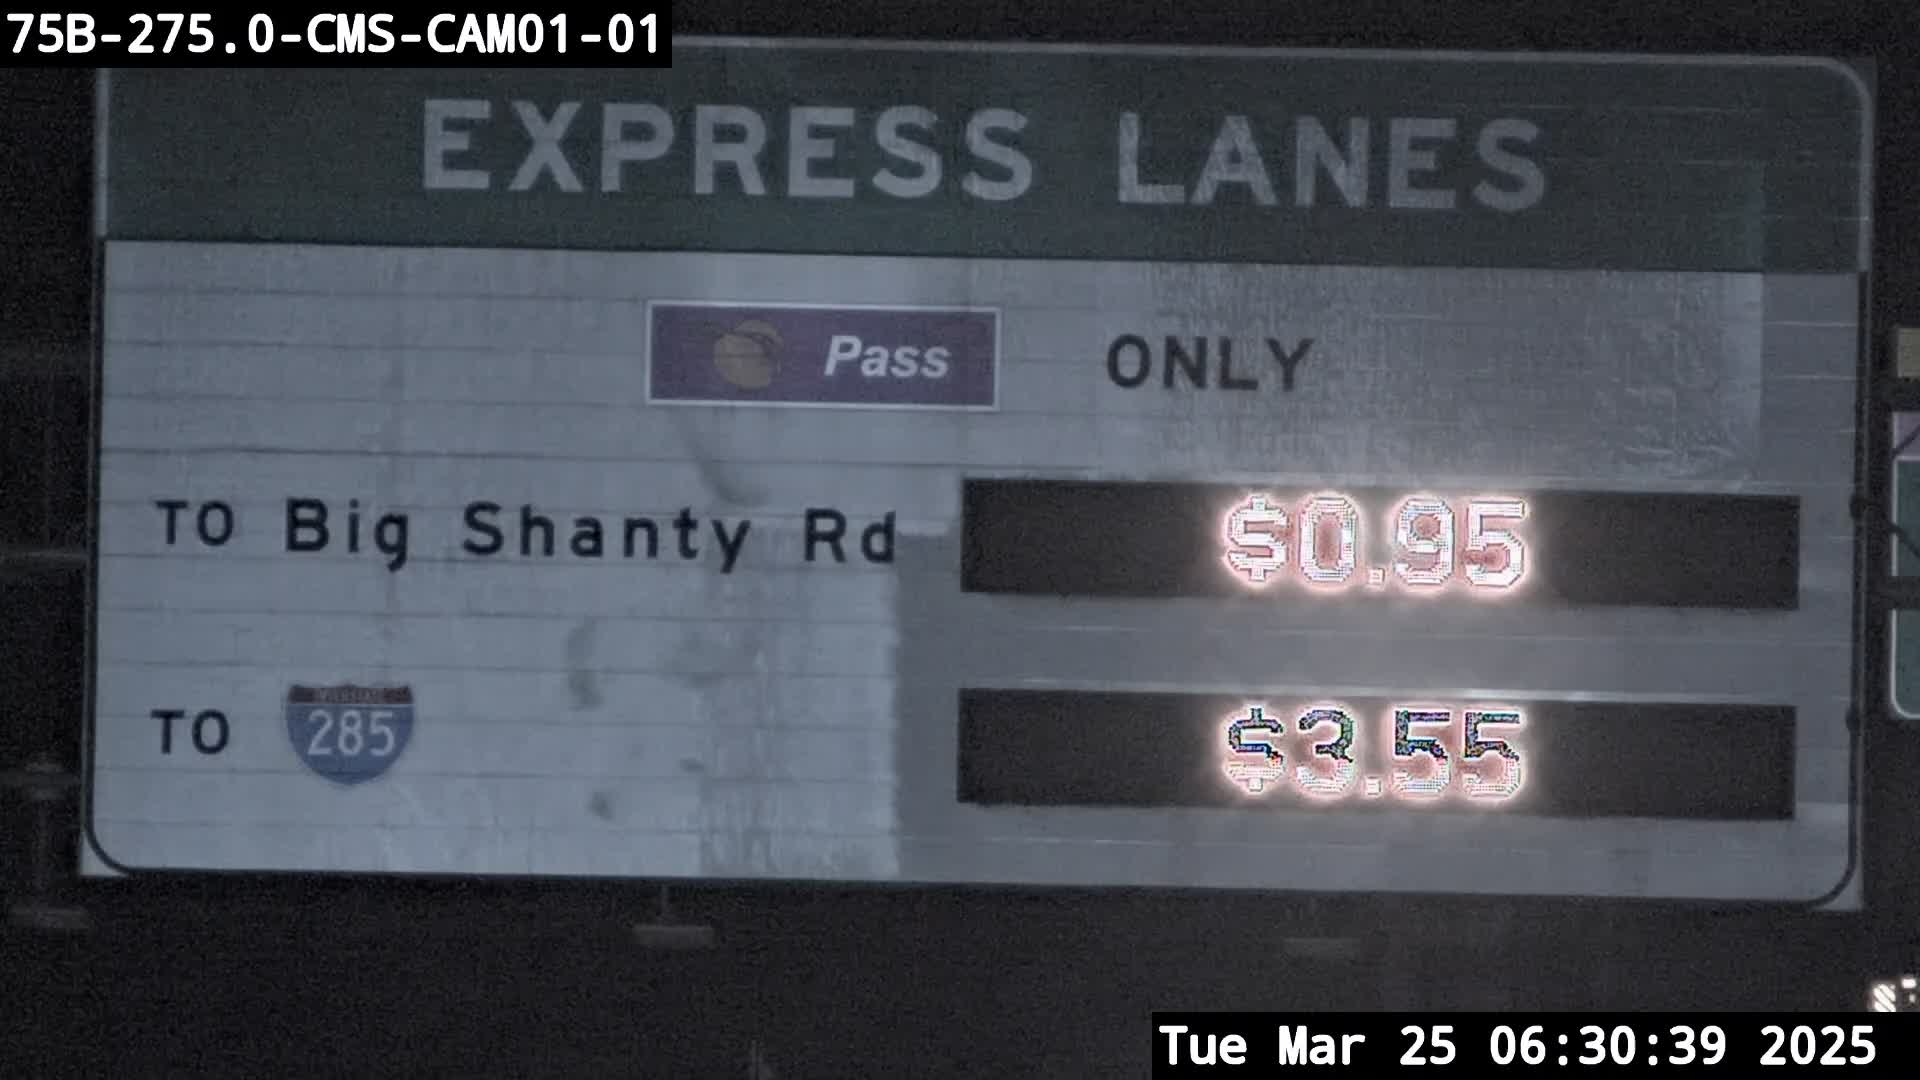 75B-275.0-CMS-CAM01-01
EXPRESS LANES
Pass ONLY
TO Big Shanty Rd $0.95
INTERSTATE
TO 285 $3.55
Tue Mar 25 06:30:39 2025